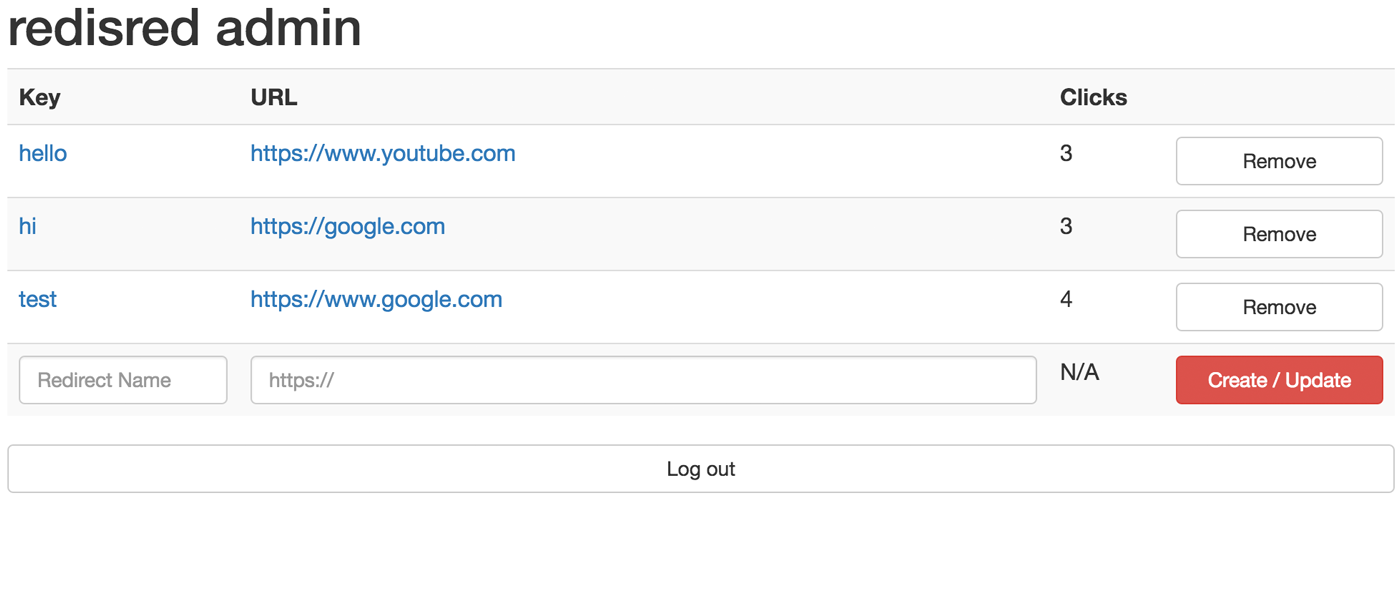 redisred admin
Key URL Clicks
hello https://www.youtube.com 3 Remove
hi https://google.com 3 Remove
test https://www.google.com 4 Remove
Redirect Name https:// N/A Create / Update
Log out